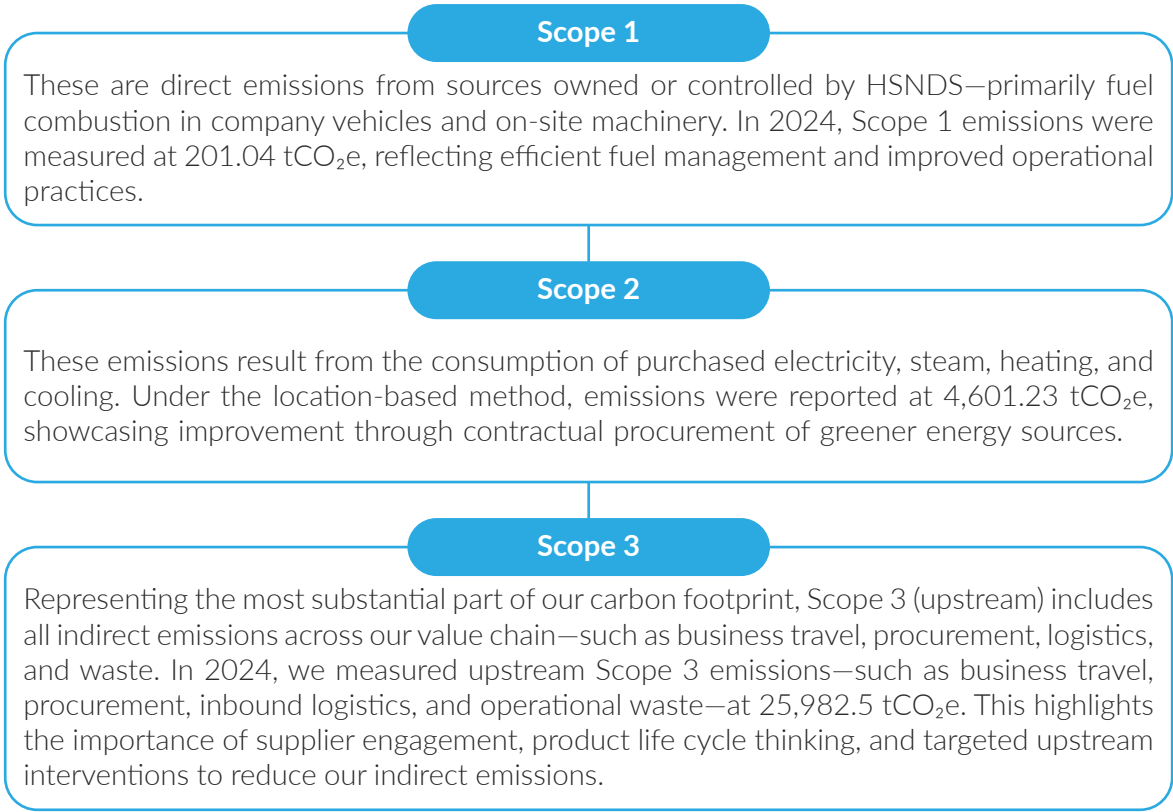 Scope 1
These are direct emissions from sources owned or controlled by HSNDS—primarily fuel
combustion in company vehicles and on-site machinery. In 2024, Scope 1 emissions were
measured at 201.04 tCO₂e, reflecting efficient fuel management and improved operational
practices.
Scope 2
These emissions result from the consumption of purchased electricity, steam, heating, and
cooling. Under the location-based method, emissions were reported at 4,601.23 tCO₂e,
showcasing improvement through contractual procurement of greener energy sources.
Scope 3
Representing the most substantial part of our carbon footprint, Scope 3 (upstream) includes
all indirect emissions across our value chain—such as business travel, procurement, logistics,
and waste. In 2024, we measured upstream Scope 3 emissions—such as business travel,
procurement, inbound logistics, and operational waste—at 25,982.5 tCO₂e. This highlights
the importance of supplier engagement, product life cycle thinking, and targeted upstream
interventions to reduce our indirect emissions.